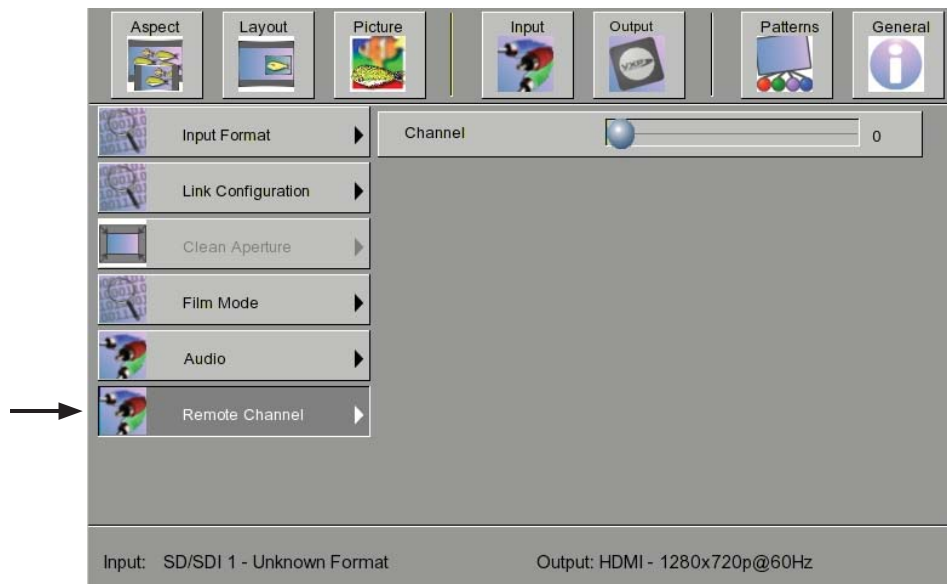 Aspect Layout Picture Input Output Patterns General
VXP
Input Format
Channel 0
Link Configuration
Clean Aperture
Film Mode
Audio
Remote Channel
Input: SD/SDI 1 - Unknown Format Output: HDMI - 1280x720p@60Hz